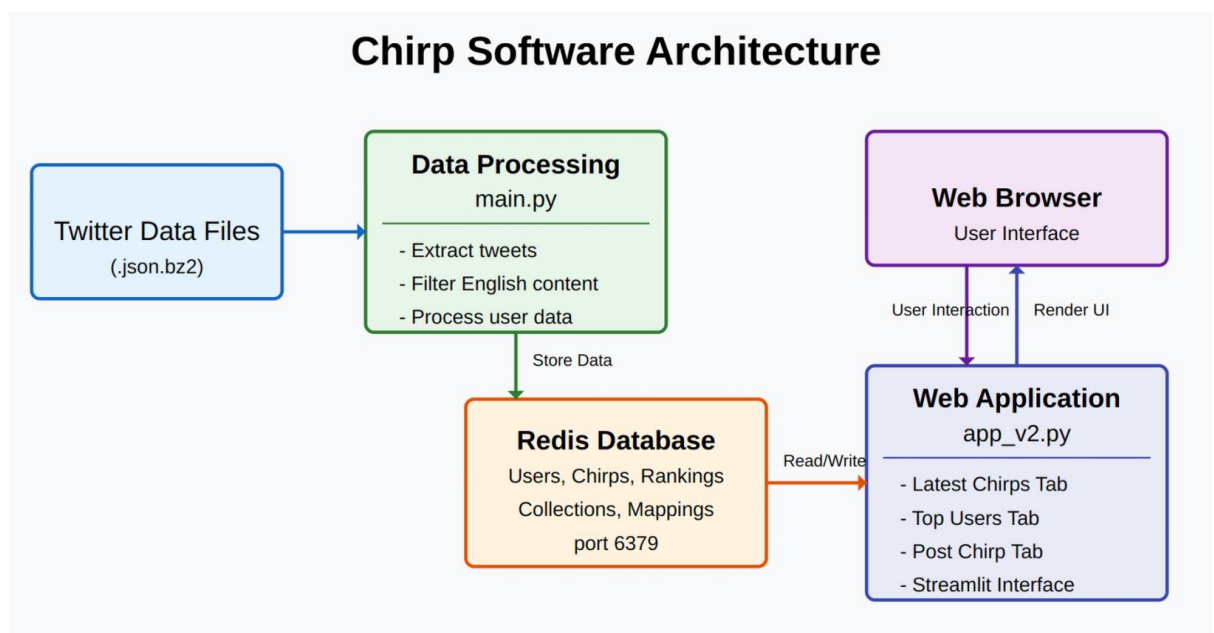 Chirp Software Architecture
Twitter Data Files
(.json.bz2)
Data Processing
main.py
- Extract tweets
- Filter English content
- Process user data
Store Data
Redis Database
Users, Chirps, Rankings
Collections, Mappings
port 6379
Read/Write
Web Browser
User Interface
User Interaction
Render UI
Web Application
app_v2.py
- Latest Chirps Tab
- Top Users Tab
- Post Chirp Tab
- Streamlit Interface